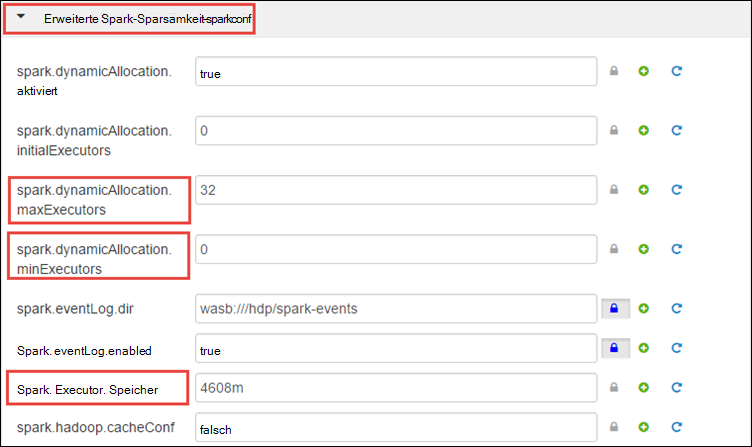 Erweiterte Spark-Sparsamkeit-sparkconf
spark.dynamicAllocation.
aktiviert
true
spark.dynamicAllocation.
initialExecutors
0
spark.dynamicAllocation.
maxExecutors
32
spark.dynamicAllocation.
minExecutors
0
spark.eventLog.dir
wasb:///hdp/spark-events
Spark. eventLog.enabled
true
Spark. Executor. Speicher
4608m
spark.hadoop.cacheConf
falsch